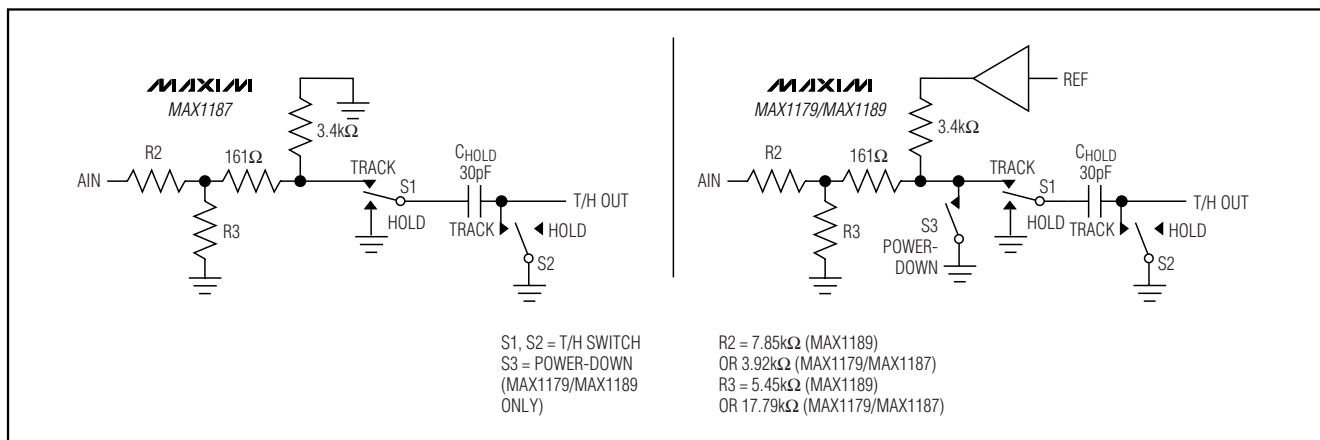 MAXIM
MAX1187
3.4kΩ
R2
161Ω
AIN
R3
TRACK
S1
HOLD
CHOLD
30pF
TRACK
HOLD
S2
T/H OUT
MAXIM
MAX1179/MAX1189
REF
3.4kΩ
R2
161Ω
AIN
R3
S3
POWER-
DOWN
TRACK
S1
HOLD
CHOLD
30pF
TRACK
HOLD
S2
T/H OUT
S1, S2 = T/H SWITCH
S3 = POWER-DOWN
(MAX1179/MAX1189
ONLY)
R2 = 7.85kΩ (MAX1189)
OR 3.92kΩ (MAX1179/MAX1187)
R3 = 5.45kΩ (MAX1189)
OR 17.79kΩ (MAX1179/MAX1187)